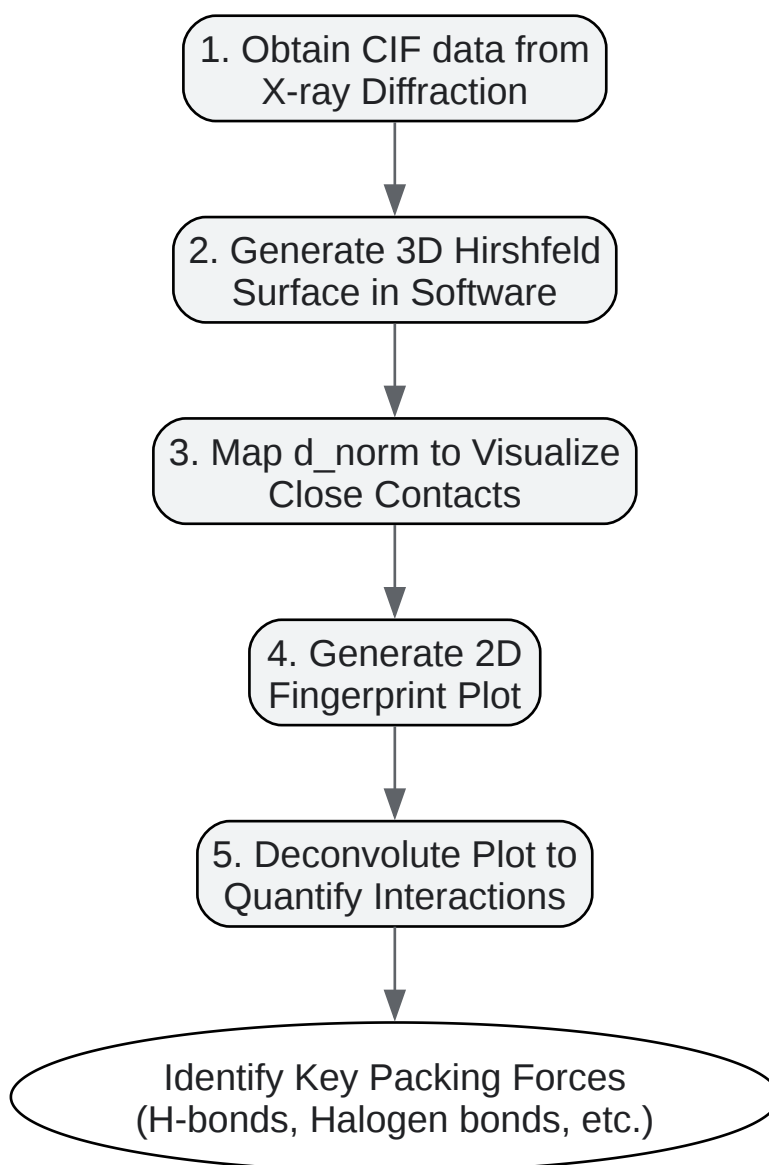 1. Obtain CIF data from
X-ray Diffraction
2. Generate 3D Hirshfeld
Surface in Software
3. Map d_norm to Visualize
Close Contacts
4. Generate 2D
Fingerprint Plot
5. Deconvolute Plot to
Quantify Interactions
Identify Key Packing Forces
(H-bonds, Halogen bonds, etc.)